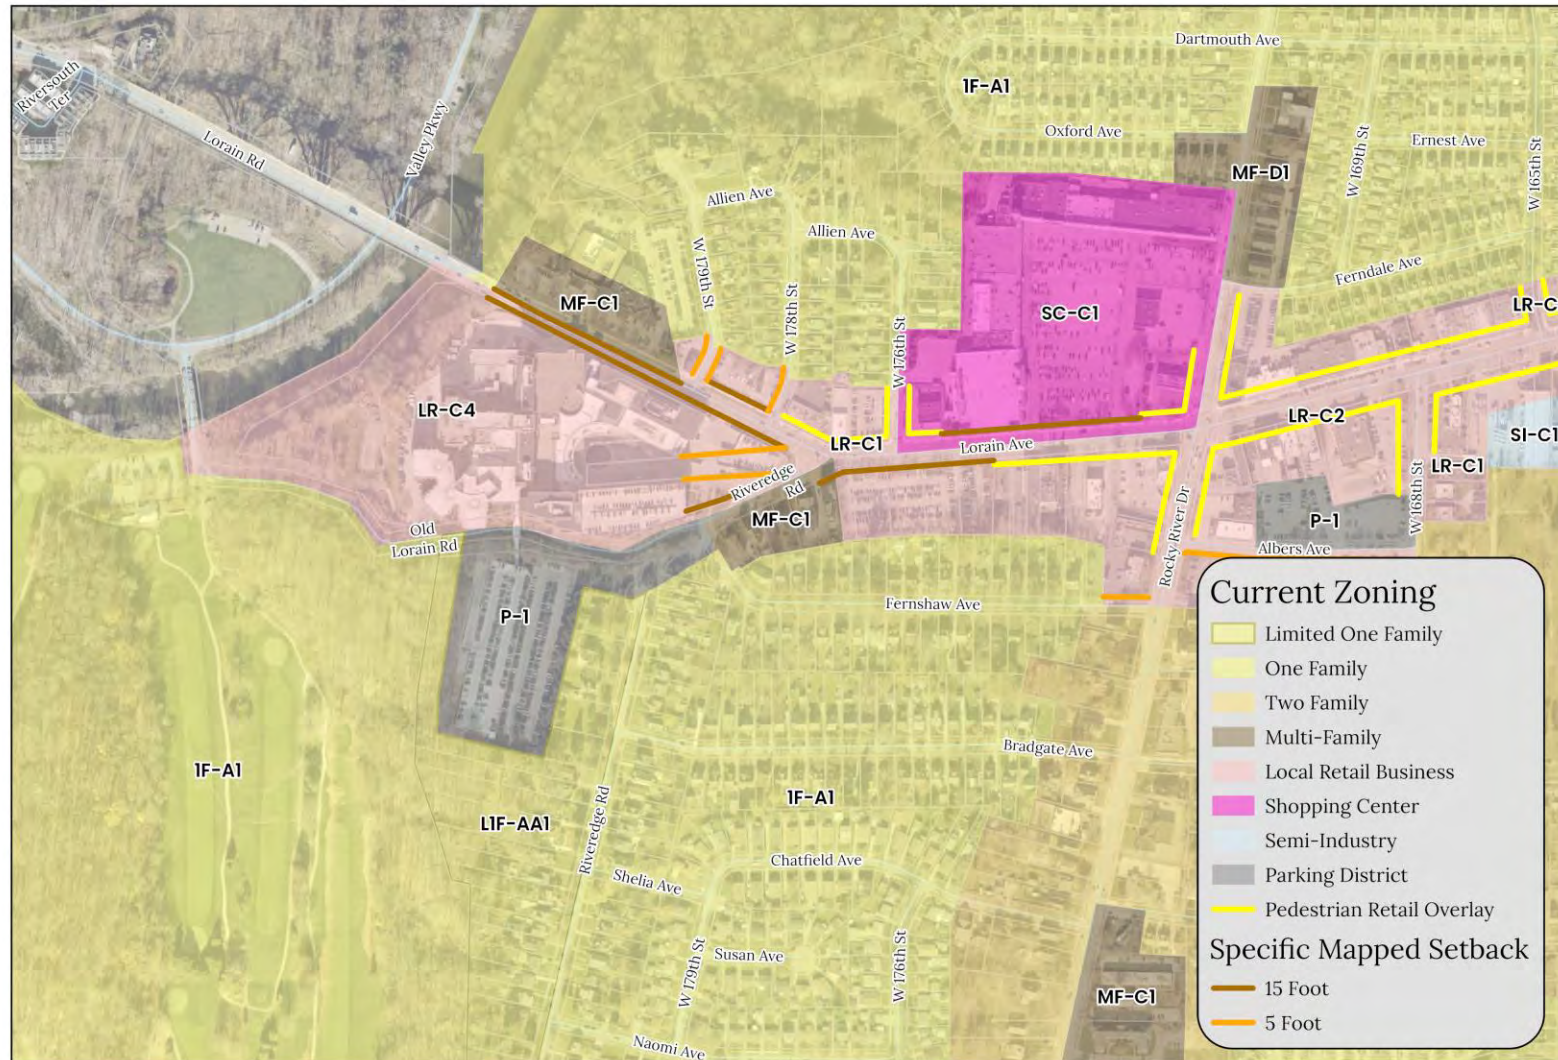 Dartmouth Ave
Riversouth
Ter
1F-A1
Valley Pkwy
Lorain Rd
Oxford Ave
W 169th St
Ernest Ave
W 165th St
MF-D1
Allien Ave
Allien Ave
W 179th St
W 178th St
Ferndale Ave
MF-C1
SC-C1
LR-C
W 176th St
LR-C4
LR-C2
LR-C1
Lorain Ave
SI-C1
LR-C1
Riveredge
Rd
W 168th St
MF-C1
P-1
Rocky River Dr
Old
Lorain Rd
Albers Ave
Fernshaw Ave
P-1
Bradgate Ave
1F-A1
1F-A1
L1F-AA1
Riveredge Rd
Chatfield Ave
Shelia Ave
W 179th St
Susan Ave
W 176th St
MF-C1
Naomi Ave
Current Zoning
Limited One Family
One Family
Two Family
Multi-Family
Local Retail Business
Shopping Center
Semi-Industry
Parking District
Pedestrian Retail Overlay
Specific Mapped Setback
15 Foot
5 Foot